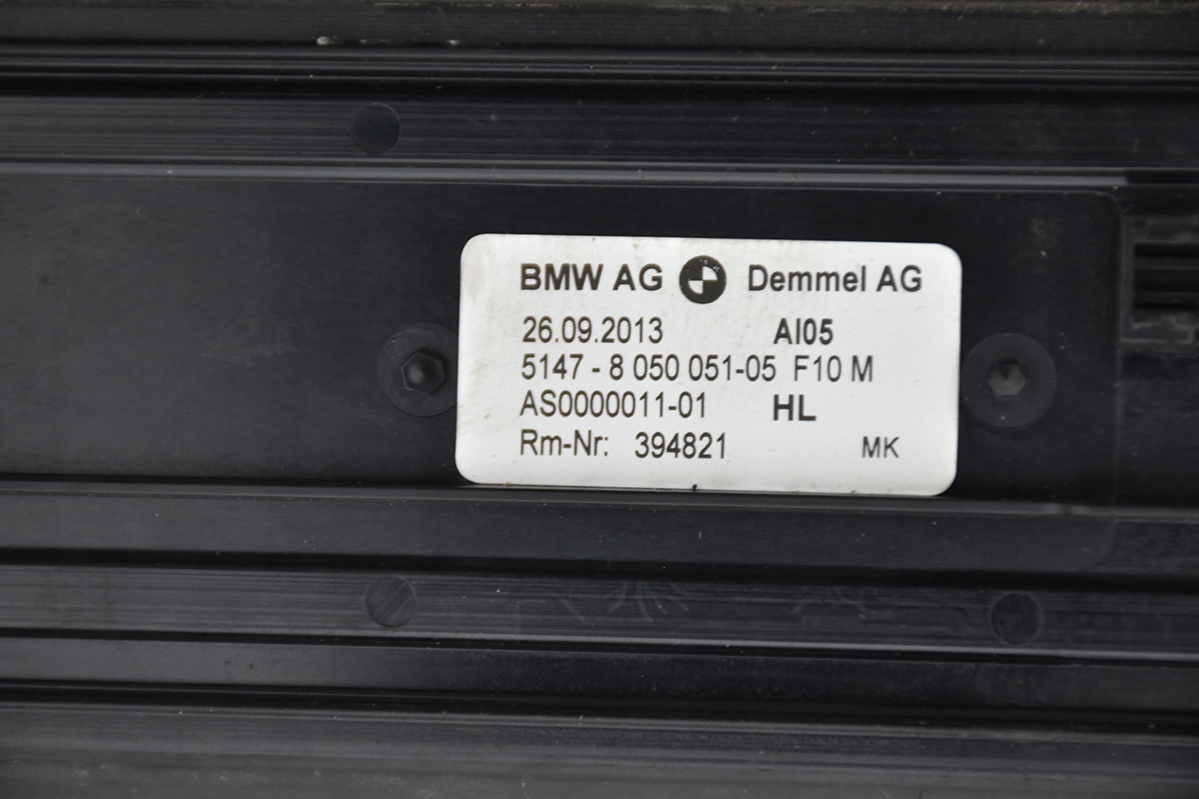 BMW AG Demmel AG
26.09.2013 AI05
5147 - 8 050 051-05 F10 M
AS0000011-01 HL
Rm-Nr: 394821 MK